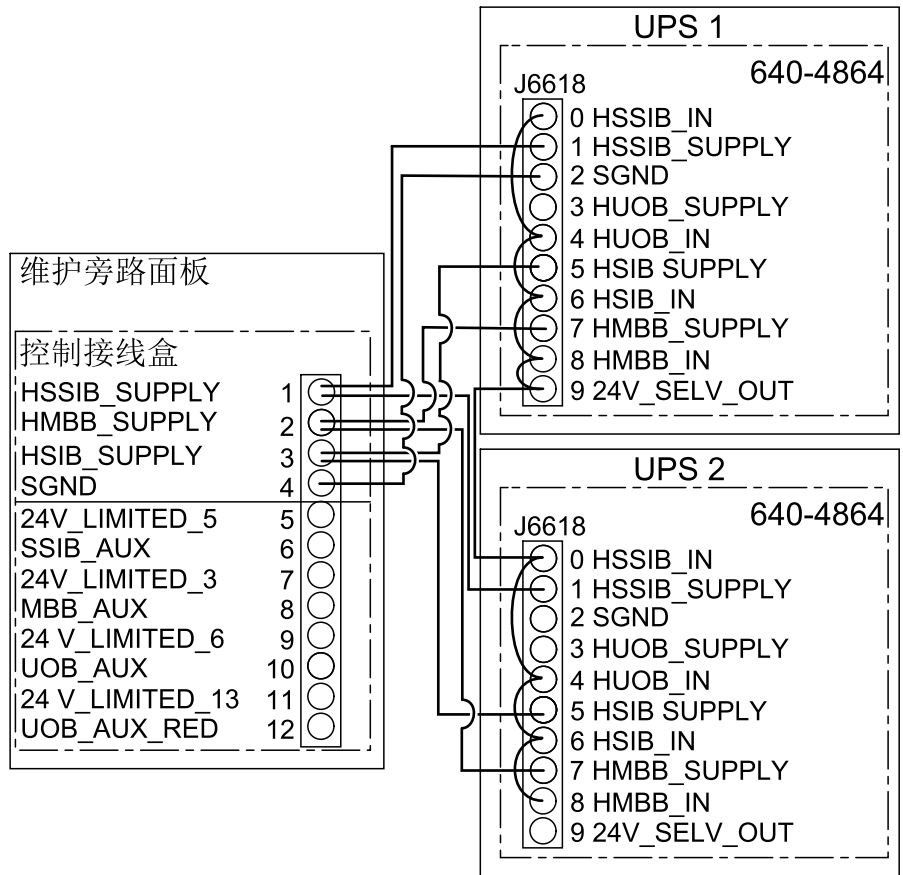 UPS 1
640-4864
J6618
0 HSSIB_IN
1 HSSIB_SUPPLY
2 SGND
3 HUOB_SUPPLY
4 HUOB_IN
5 HSIB SUPPLY
6 HSIB_IN
7 HMBB_SUPPLY
8 HMBB_IN
9 24V_SELV_OUT
维护旁路面板
控制接线盒
HSSIB_SUPPLY 1
HMBB_SUPPLY 2
HSIB_SUPPLY 3
SGND 4
24V_LIMITED_5 5
SSIB_AUX 6
24V_LIMITED_3 7
MBB_AUX 8
24 V_LIMITED_6 9
UOB_AUX 10
24 V_LIMITED_13 11
UOB_AUX_RED 12
UPS 2
640-4864
J6618
0 HSSIB_IN
1 HSSIB_SUPPLY
2 SGND
3 HUOB_SUPPLY
4 HUOB_IN
5 HSIB SUPPLY
6 HSIB_IN
7 HMBB_SUPPLY
8 HMBB_IN
9 24V_SELV_OUT